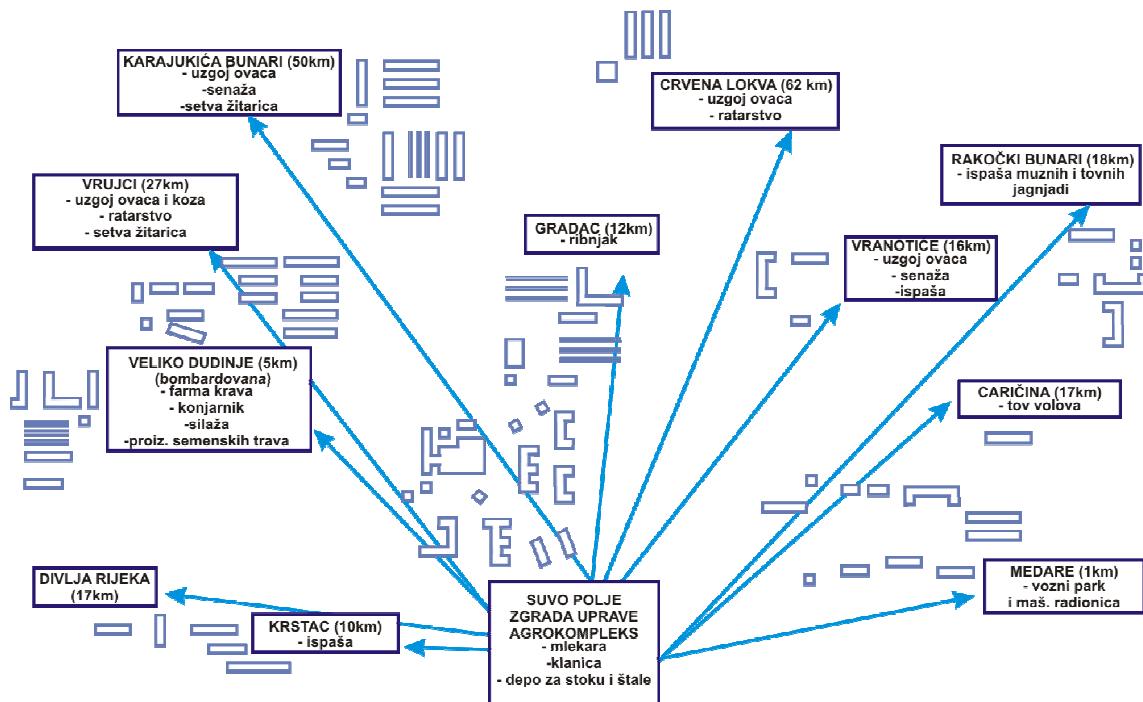 KARAJUKIĆA BUNARI (50km)
- uzgoj ovaca
-senaža
-setva žitarica
CRVENA LOKVA (62 km)
- uzgoj ovaca
- ratarstvo
RAKOČKI BUNARI (18km)
- ispaša muznih i tovnih
jagnjadi
VRUJCI (27km)
- uzgoj ovaca i koza
- ratarstvo
- setva žitarica
GRADAC (12km)
- ribnjak
VRANOTIĆE (16km)
- uzgoj ovaca
- senaža
-ispaša
VELIKO DUDINJE (5km)
(bombardovana)
- farma krava
- konjarnik
-silaža
-proiz. semenskih trava
CARIČINA (17km)
- tov volova
DIVLJA RIJEKA
(17km)
KRSTAC (10km)
- ispaša
SUVO POLJE
ZGRADA UPRAVE
AGROKOMPLEKS
- mlekara
-klanica
- depo za stoku i štale
MEDARE (1km)
- vozni park
i maš. radionica